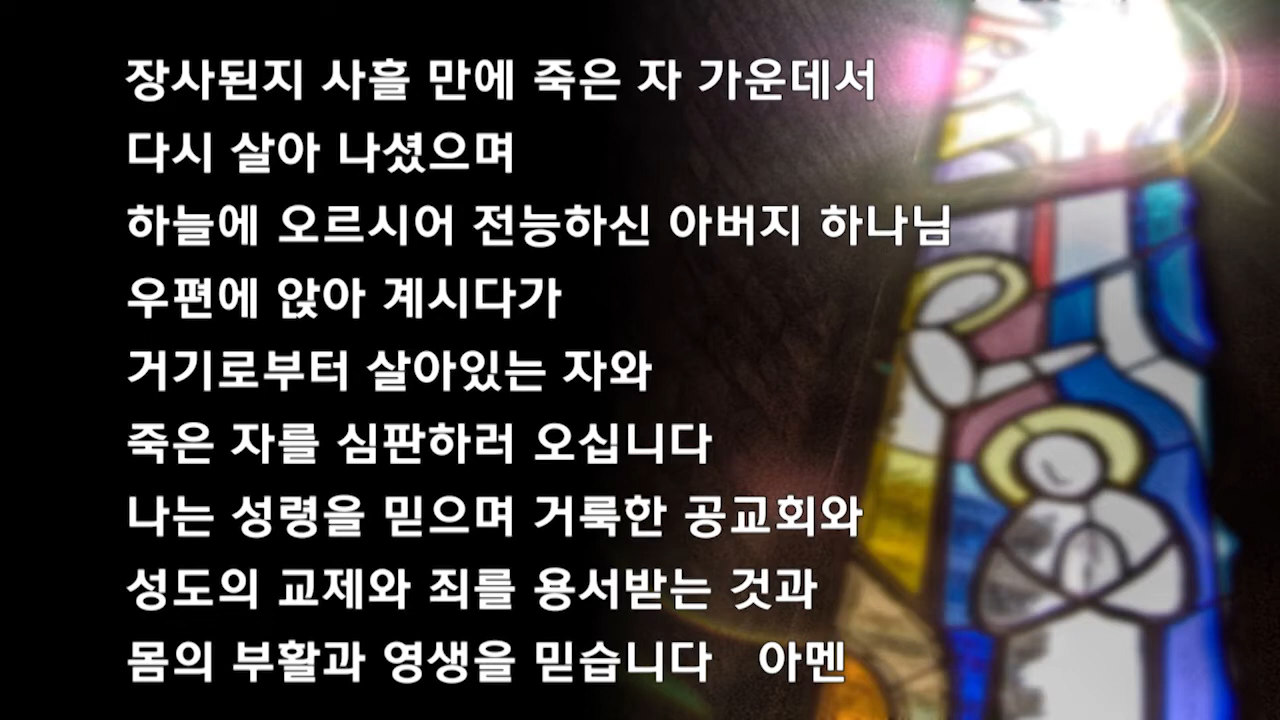 장사된지 사흘 만에 죽은 자 가운데서
다시 살아 나셨으며
하늘에 오르시어 전능하신 아버지 하나님
우편에 앉아 계시다가
거기로부터 살아있는 자와
죽은 자를 심판하러 오십니다
나는 성령을 믿으며 거룩한 공교회와
성도의 교제와 죄를 용서받는 것과
몸의 부활과 영생을 믿습니다 아멘